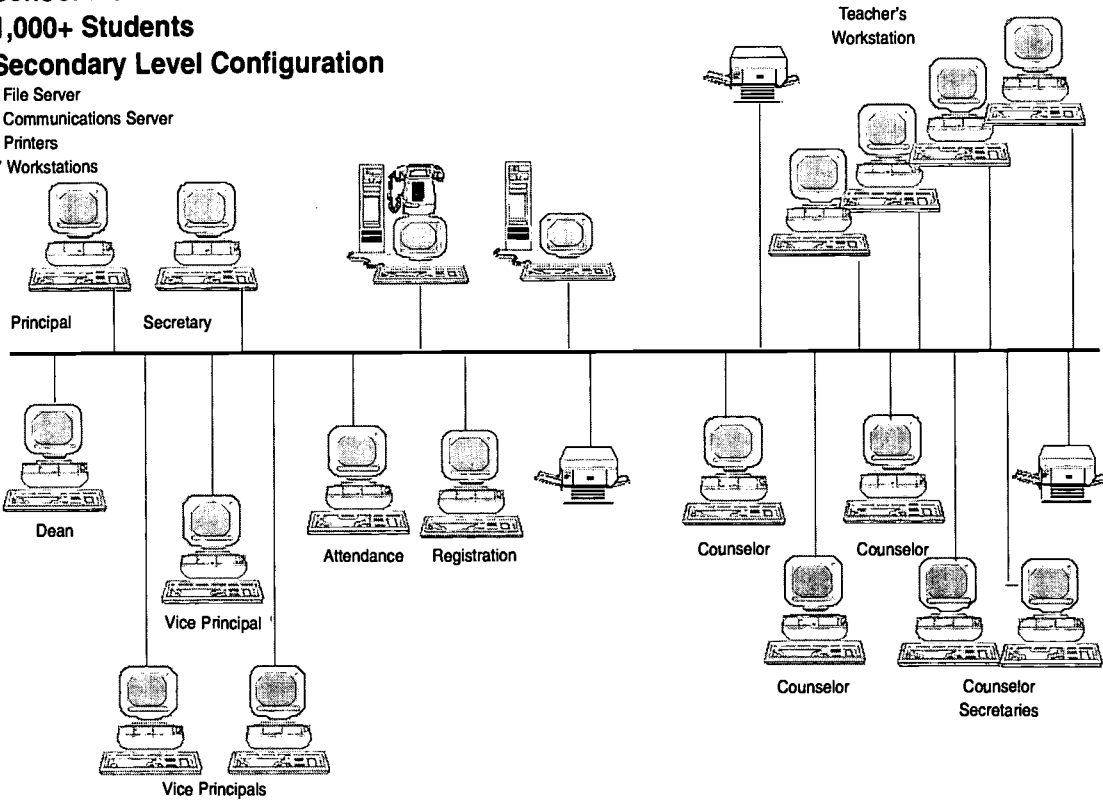 1,000+ Students
Secondary Level Configuration
File Server
Communications Server
Printers
Workstations
Teacher's
Workstation
Principal
Secretary
Dean
Attendance
Registration
Counselor
Counselor
Vice Principal
Counselor
Counselor
Secretaries
Vice Principals